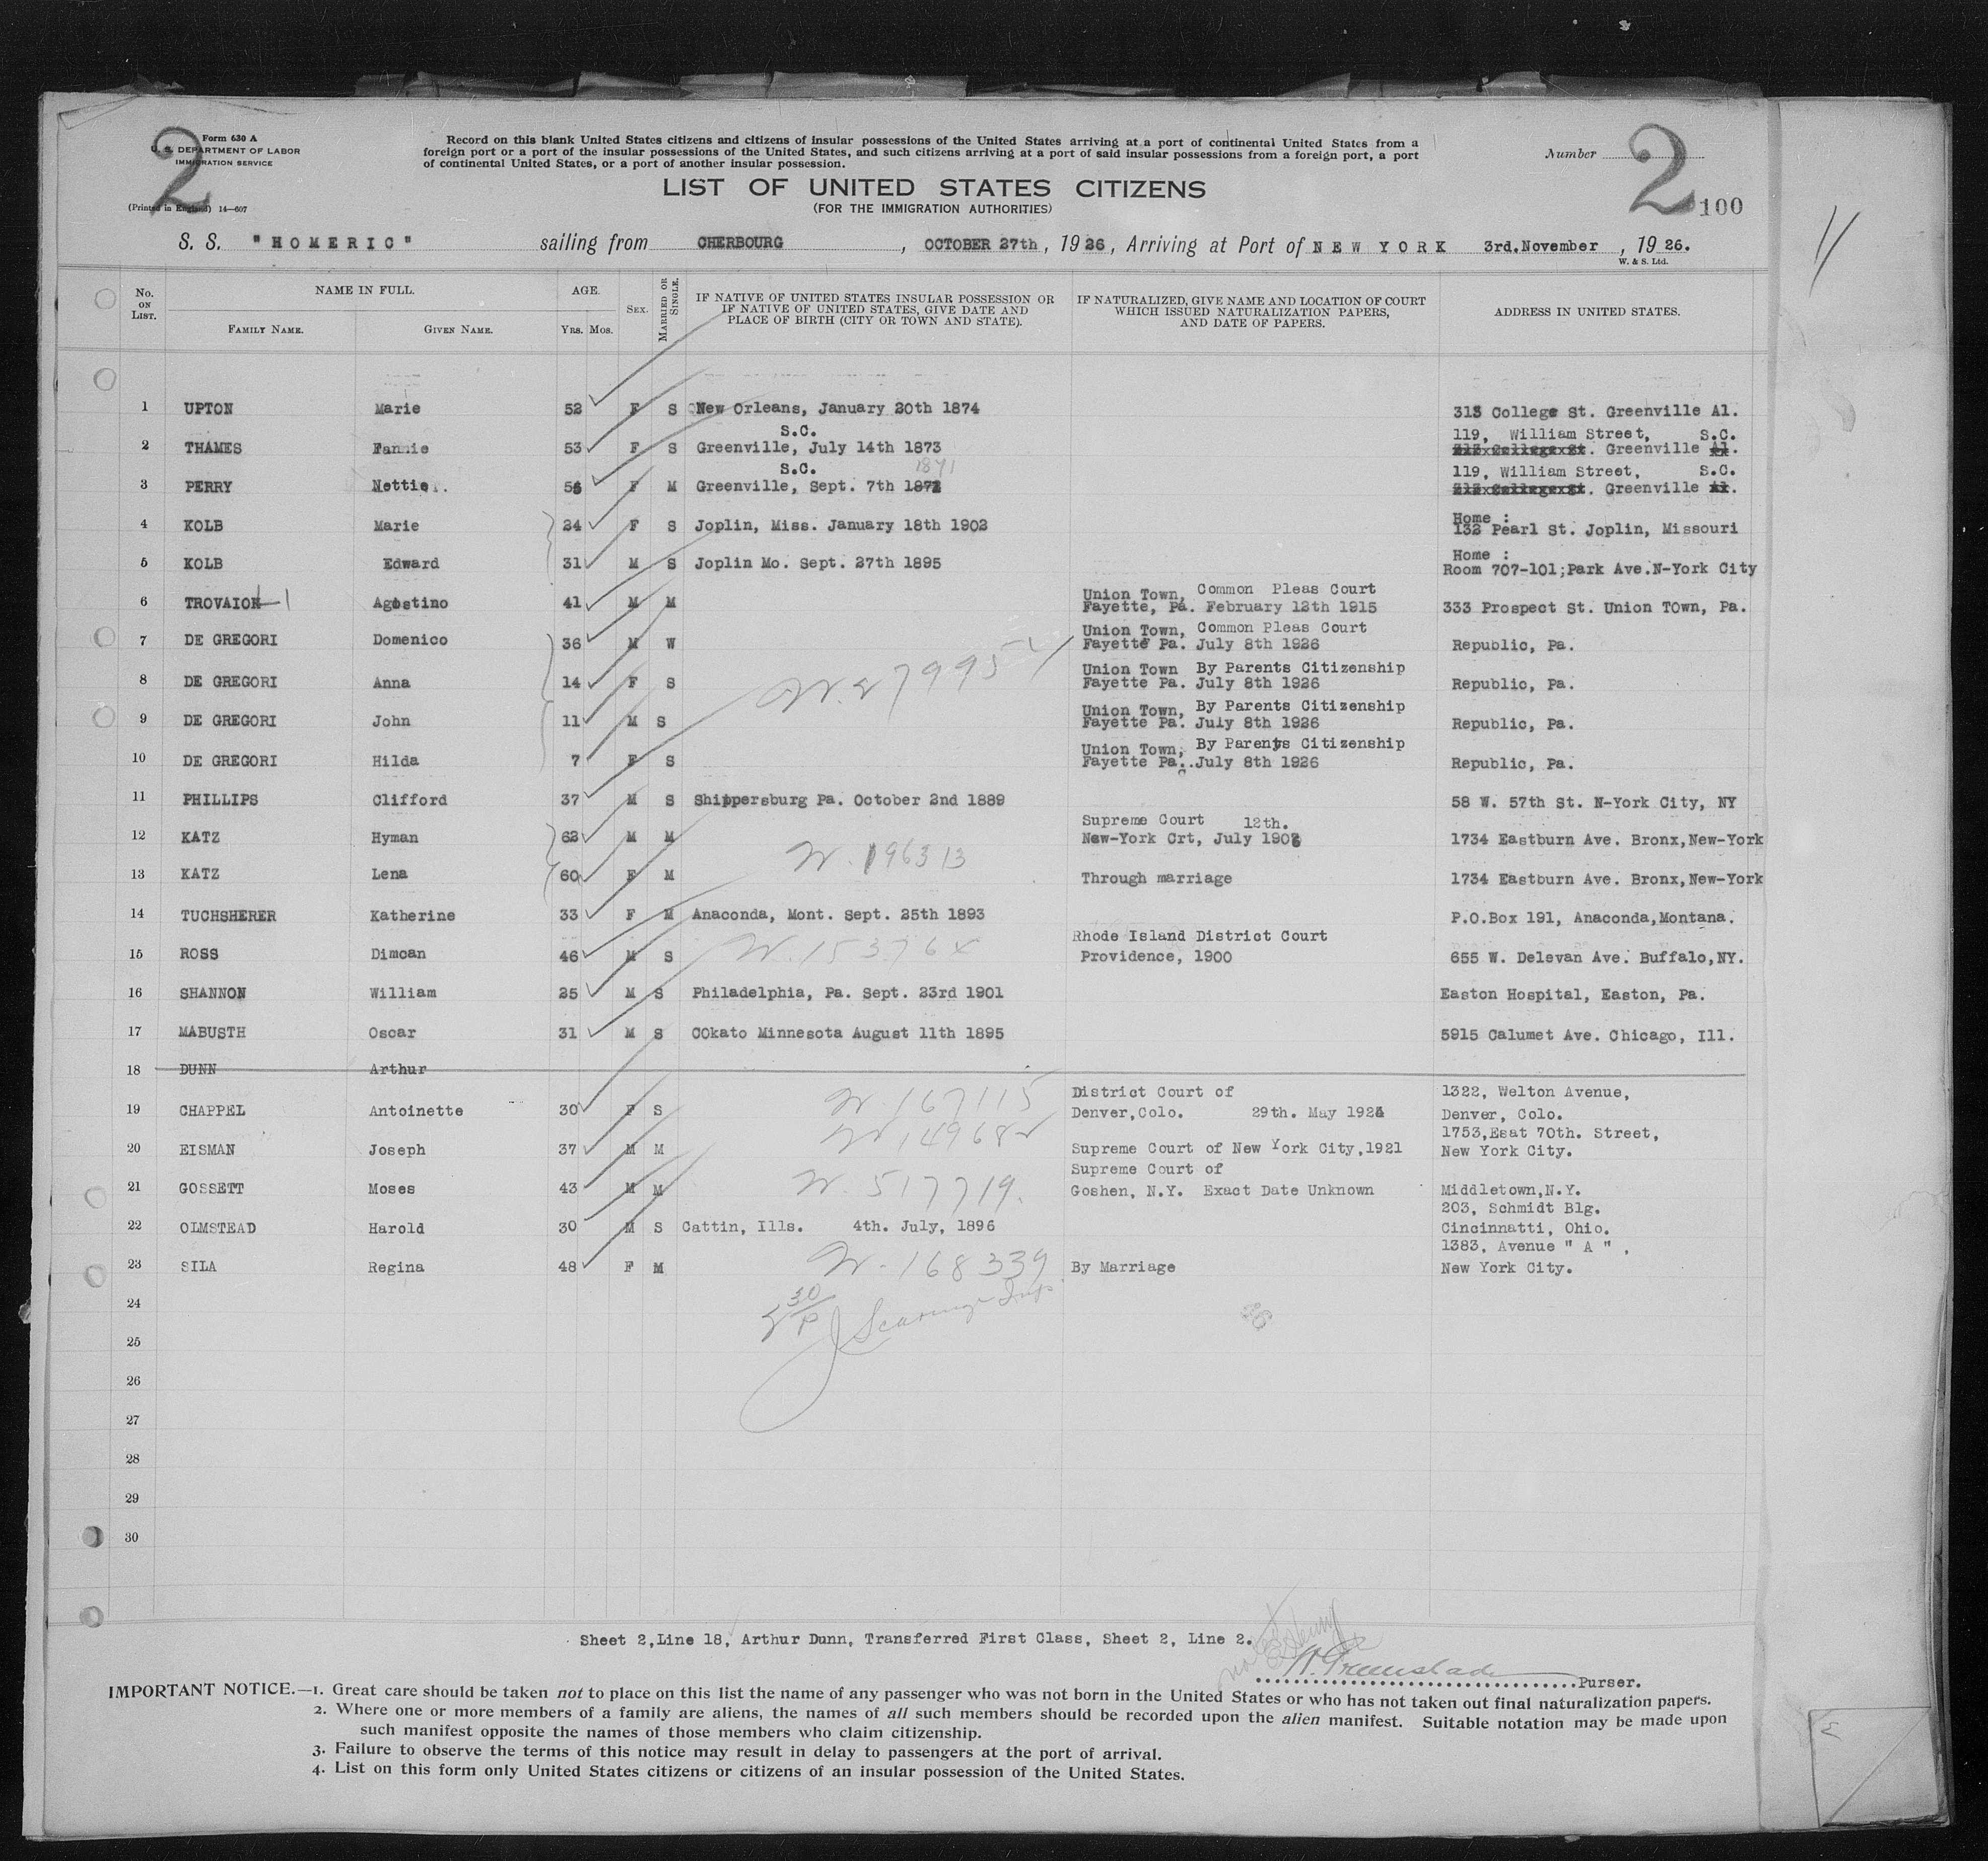 Form 630 A
U. S. DEPARTMENT OF LABOR
IMMIGRATION SERVICE
(Printed in England) 14—607
2
Record on this blank United States citizens and citizens of insular possessions of the United States arriving at a port of continental United States from a
foreign port or a port of the insular possessions of the United States, and such citizens arriving at a port of said insular possessions from a foreign port, a port
of continental United States, or a port of another insular possession.
Number
2
100
LIST OF UNITED STATES CITIZENS
(FOR THE IMMIGRATION AUTHORITIES)
S. S. "HOMERIC" sailing from CHERBOURG, OCTOBER 27th, 1926, Arriving at Port of NEW YORK 3rd.November, 1926.
W. & S. Ltd.
No. ON LIST. NAME IN FULL. FAMILY NAME. GIVEN NAME. AGE. YRS. MOS. SEX. MARRIED OR SINGLE.
IF NATIVE OF UNITED STATES INSULAR POSSESSION OR
IF NATIVE OF UNITED STATES, GIVE DATE AND
PLACE OF BIRTH (CITY OR TOWN AND STATE).
IF NATURALIZED, GIVE NAME AND LOCATION OF COURT
WHICH ISSUED NATURALIZATION PAPERS,
AND DATE OF PAPERS.
ADDRESS IN UNITED STATES.
1 UPTON Marie 52 F S New Orleans, January 20th 1874 313 College St. Greenville Al.
S.C. 119, William Street, S.C.
2 THAMES Fannie 53 F S Greenville, July 14th 1873 313 College St. Greenville Al.
S.C. 1871 119, William Street, S.C.
3 PERRY Nettie 55 F M Greenville, Sept. 7th 1872 313 College St. Greenville Al.
Home :
4 KOLB Marie 24 F S Joplin, Miss. January 18th 1902 132 Pearl St. Joplin, Missouri
Home :
5 KOLB Edward 31 M S Joplin Mo. Sept. 27th 1895 Room 707-101;Park Ave.N-York City
Union Town, Common Pleas Court
6 TROVAIOK Agostino 41 M M Fayette, Pa. February 12th 1915 333 Prospect St. Union TOwn, Pa.
Union Town, Common Pleas Court
7 DE GREGORI Domenico 36 M W Fayette Pa. July 8th 1926 Republic, Pa.
Union Town By Parents Citizenship
8 DE GREGORI Anna 14 F S Fayette Pa. July 8th 1926 Republic, Pa.
Union Town, By Parents Citizenship
9 DE GREGORI John 11 M S Fayette Pa. July 8th 1926 Republic, Pa.
Union Town, By Parents Citizenship
10 DE GREGORI Hilda 7 F S Fayette Pa. July 8th 1926 Republic, Pa.
11 PHILLIPS Clifford 37 M S Shippersburg Pa. October 2nd 1889 58 W. 57th St. N-York City, NY
Supreme Court 12th.
12 KATZ Hyman 62 M M New-York Crt, July 190 1734 Eastburn Ave. Bronx,New-York
N. 196313
13 KATZ Lena 60 F M Through marriage 1734 Eastburn Ave. Bronx,New-York
14 TUCHSHERER Katherine 33 F M Anaconda, Mont. Sept. 25th 1893 P.O.Box 191, Anaconda,Montana.
Rhode Island District Court
15 ROSS Dimcan 46 M S Providence, 1900 655 W. Delevan Ave. Buffalo,NY.
16 SHANNON William 25 M S Philadelphia, Pa. Sept. 23rd 1901 Easton Hospital, Easton, Pa.
17 MABUSTH Oscar 31 M S COkato Minnesota August 11th 1895 5915 Calumet Ave. Chicago, Ill.
18 DUNN Arthur
N. 167115 District Court of 1322, Welton Avenue,
19 CHAPPEL Antoinette 30 F S Denver,Colo. 29th. May 192 Denver, Colo.
1753,Esat 70th. Street,
20 EISMAN Joseph 37 M M Supreme Court of New York City,1921 New York City.
Supreme Court of
21 GOSSETT Moses 43 M M N. 517719. Goshen, N.Y. Exact Date Unknown Middletown,N.Y.
203, Schmidt Blg.
22 OLMSTEAD Harold 30 M S Cattin, Ills. 4th. July, 1896 Cincinnatti, Ohio.
1383, Avenue " A " ,
23 SILA Regina 48 F M N. 168339 By Marriage New York City.
24
25
26
27
28
29
30
Sheet 2,Line 18, Arthur Dunn, Transferred First Class, Sheet 2, Line 2.
Purser.
IMPORTANT NOTICE.—1. Great care should be taken not to place on this list the name of any passenger who was not born in the United States or who has not taken out final naturalization papers.
2. Where one or more members of a family are aliens, the names of all such members should be recorded upon the alien manifest. Suitable notation may be made upon
such manifest opposite the names of those members who claim citizenship.
3. Failure to observe the terms of this notice may result in delay to passengers at the port of arrival.
4. List on this form only United States citizens or citizens of an insular possession of the United States.